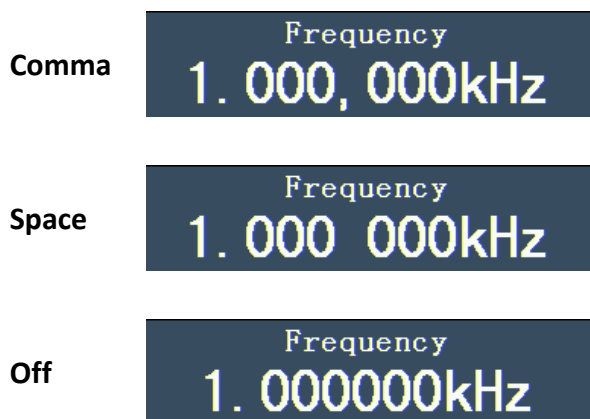 Frequency
Comma
1. 000, 000kHz
Frequency
Space
1. 000 000kHz
Frequency
Off
1. 000000kHz